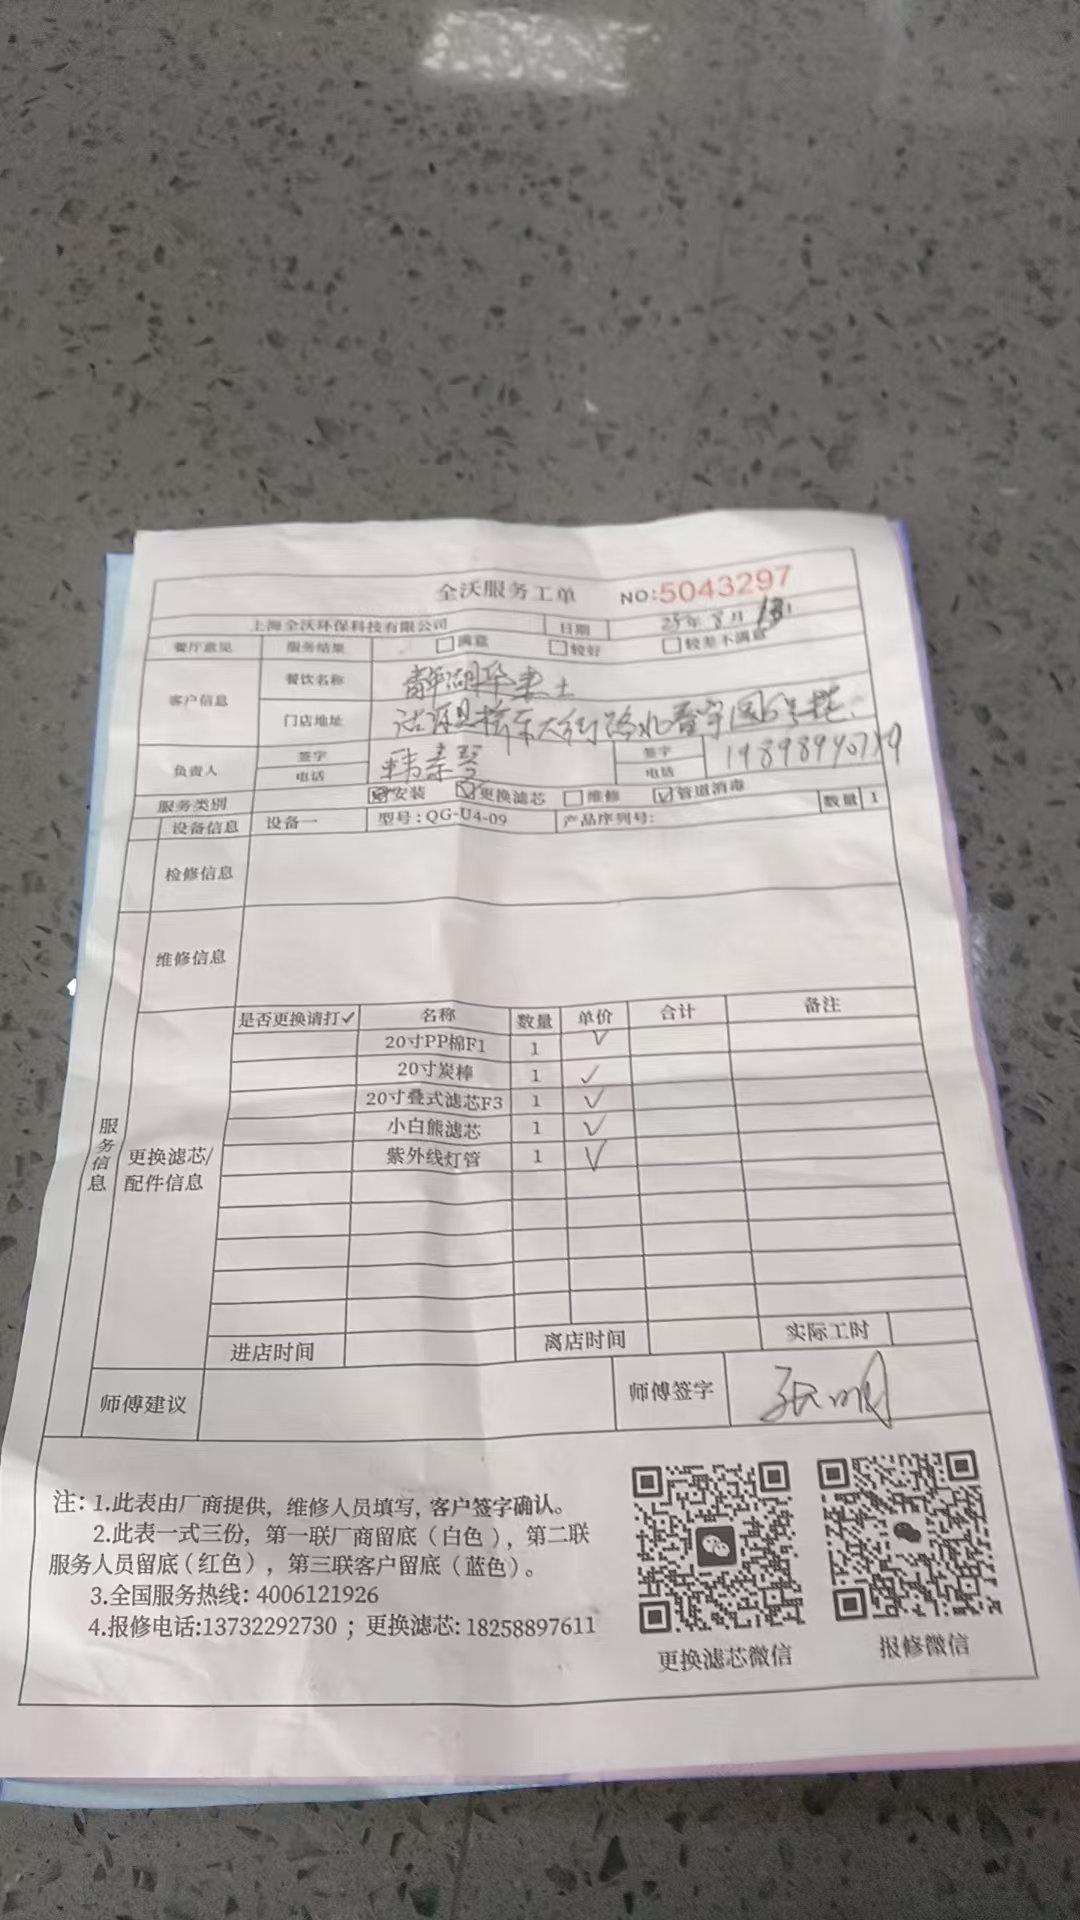 全沃服务工单 NO:5043297
上海全沃环保科技有限公司 日期 25年8月13日
餐厅意见 服务结果 满意 较好 较差不满意
客户信息 餐饮名称
门店地址
负责人 签字 签字
电话 电话
服务类别 安装 更换滤芯 维修 管道消毒
设备信息 设备一 型号:QG-U4-09 产品序列号: 数量 1
检修信息
维修信息
服务信息
更换滤芯/配件信息
是否更换请打✓ 名称 数量 单价 合计 备注
20寸PP棉F1 1 ✓
20寸炭棒 1 ✓
20寸叠式滤芯F3 1 ✓
小白熊滤芯 1 ✓
紫外线灯管 1 ✓
进店时间 离店时间 实际工时
师傅建议 师傅签字 张明
注:1.此表由厂商提供,维修人员填写,客户签字确认。
2.此表一式三份,第一联厂商留底(白色),第二联
服务人员留底(红色),第三联客户留底(蓝色)。
3.全国服务热线:4006121926
4.报修电话:13732292730 ;更换滤芯:18258897611
更换滤芯微信 报修微信